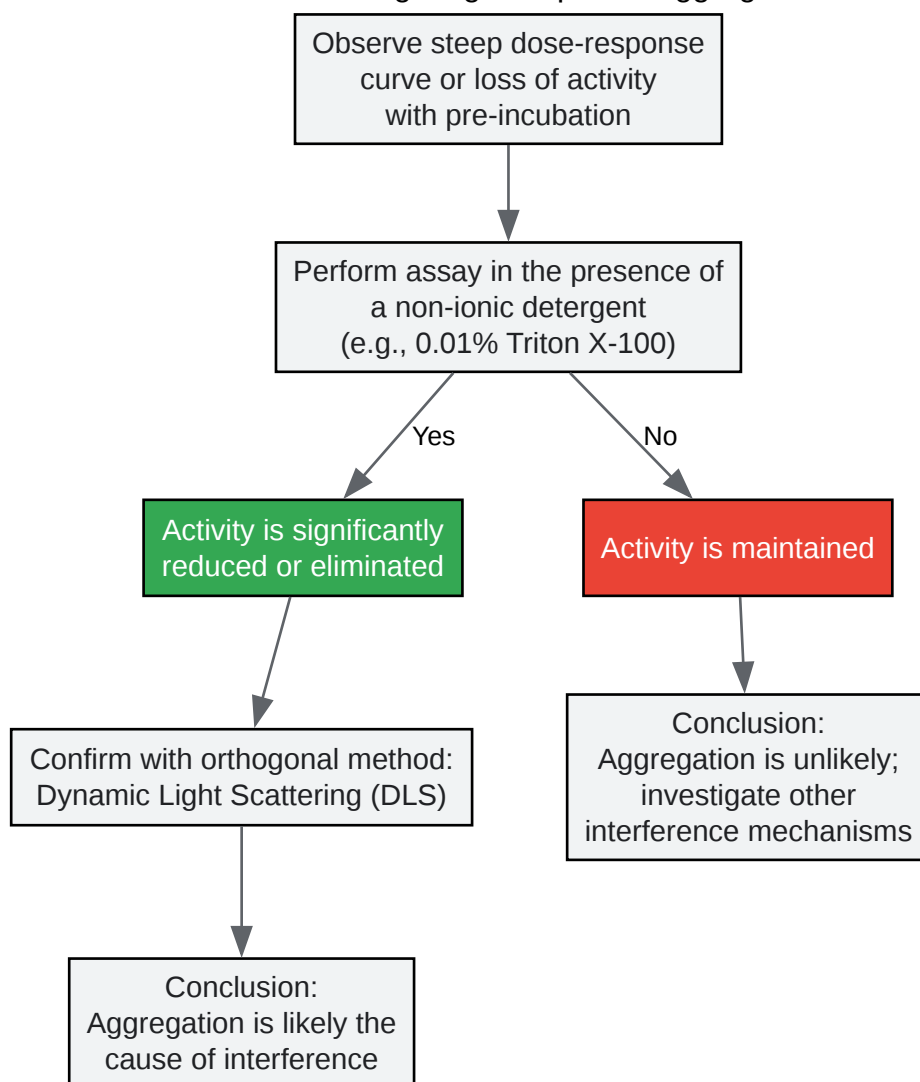 Observe steep dose-response
curve or loss of activity
with pre-incubation
Perform assay in the presence of
a non-ionic detergent
(e.g., 0.01% Triton X-100)
Yes
No
Activity is significantly
reduced or eliminated
Activity is maintained
Confirm with orthogonal method:
Dynamic Light Scattering (DLS)
Conclusion:
Aggregation is unlikely;
investigate other
interference mechanisms
Conclusion:
Aggregation is likely the
cause of interference